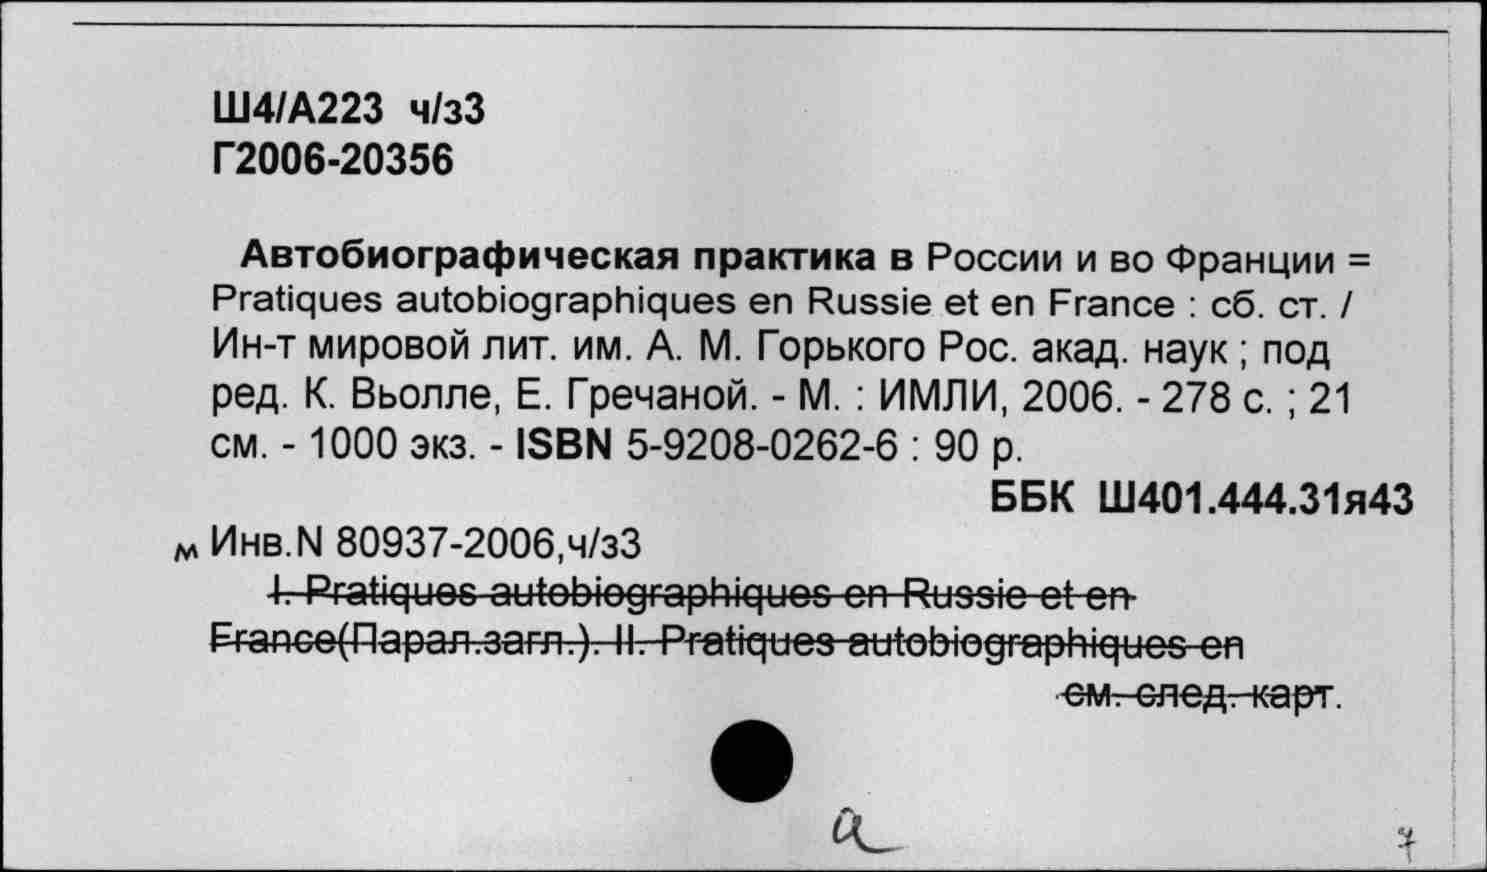 Ш4/А223 ч/з3
Г2006-20356
Автобиографическая практика в России и во Франции =
Pratiques autobiographiques en Russie et en France : сб. ст. /
Ин-т мировой лит. им. А. М. Горького Рос. акад. наук ; под
ред. К. Вьолле, Е. Гречаной. - М. : ИМЛИ, 2006. - 278 с. ; 21
см. - 1000 экз. - ISBN 5-9208-0262-6 : 90 р.
ББК Ш401.444.31я43
м Инв.N 80937-2006,ч/з3
I. Pratiques autobiographiques en Russie et en
France(Парал.загл.). II. Pratiques autobiographiques en
см. след. карт.
а